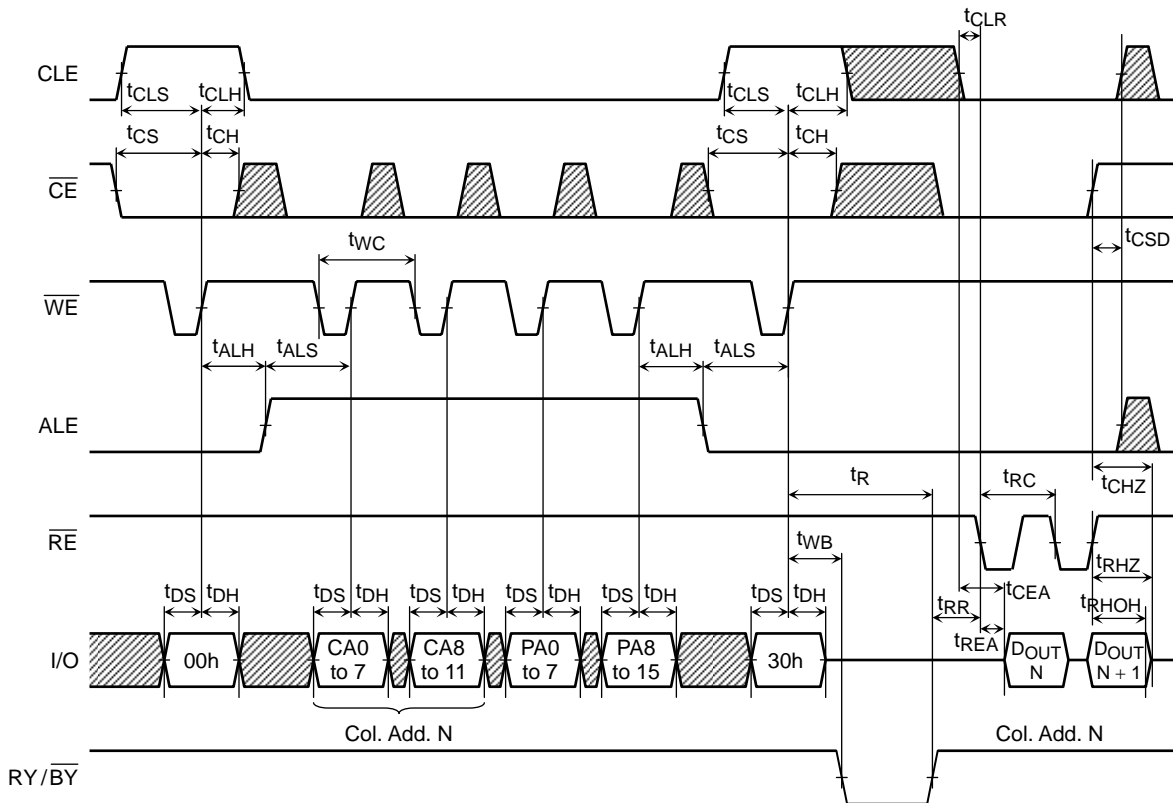 tCLR
CLE
tCLS tCLH tCLS tCLH
tCS tCH tCS tCH
CE
tWC tCSD
WE
tALH tALS tALH tALS
ALE
tR tRC tCHZ
RE
tWB
tDS tDH tDS tDH tDS tDH tDS tDH tDS tDH tDS tDH tRR tCEA tRHZ
tREA tRHOH
I/O 00h CA0 to 7 CA8 to 11 PA0 to 7 PA8 to 15 30h DOUT N DOUT N + 1
Col. Add. N Col. Add. N
RY/BY